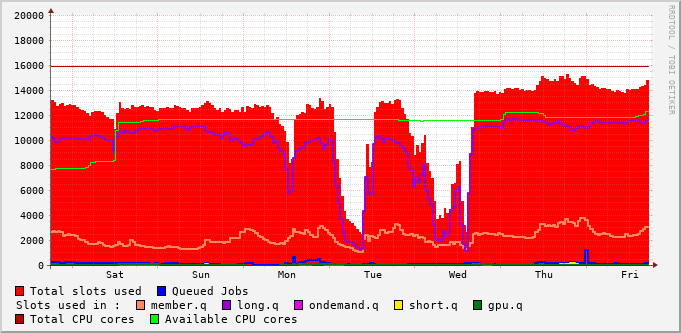 RRDTOOL / TOBI OETIKER
20000
18000
16000
14000
12000
10000
8000
6000
4000
2000
0
Sat Sun Mon Tue Wed Thu Fri
Total slots used Queued Jobs
Slots used in : member.q long.q ondemand.q short.q gpu.q
Total CPU cores Available CPU cores